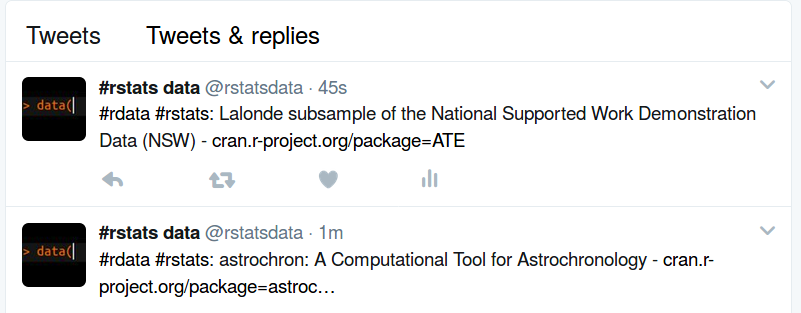 Tweets Tweets & replies
> data(
#rstats data @rstatsdata · 45s
#rdata #rstats: Lalonde subsample of the National Supported Work Demonstration
Data (NSW) - cran.r-project.org/package=ATE
> data(
#rstats data @rstatsdata · 1m
#rdata #rstats: astrochron: A Computational Tool for Astrochronology - cran.r-
project.org/package=astroc…